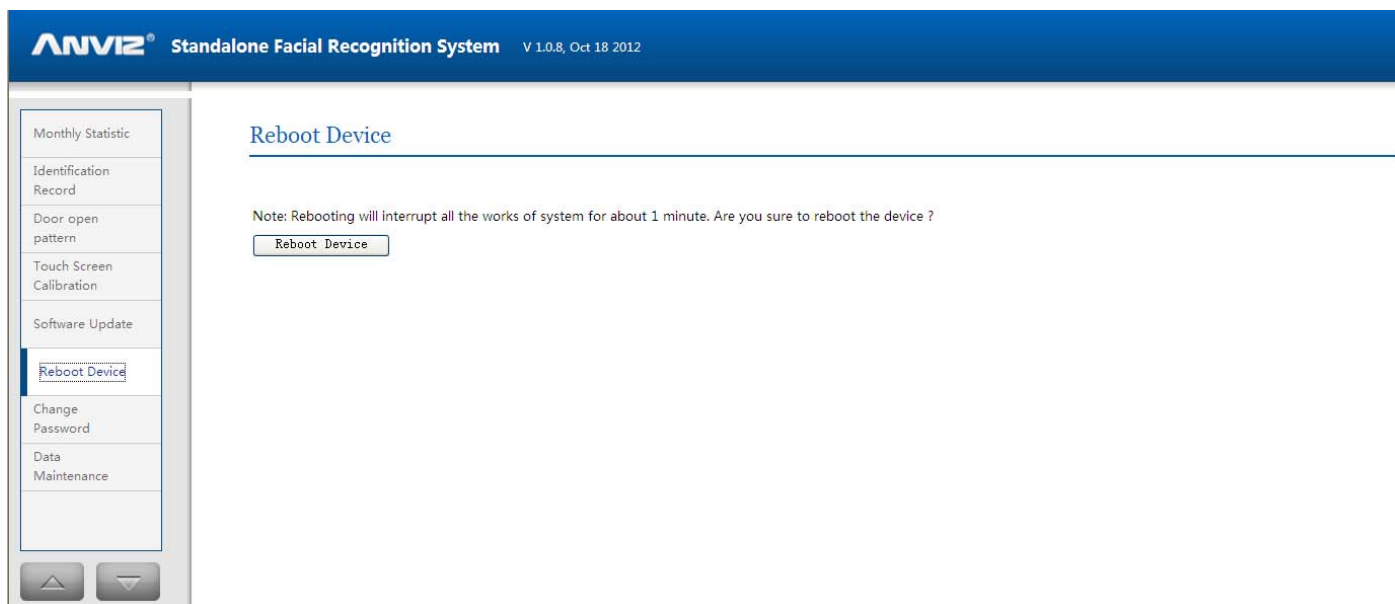 ANVIZ® Standalone Facial Recognition System V 1.0.8, Oct 18 2012
Monthly Statistic
Identification
Record
Door open
pattern
Touch Screen
Calibration
Software Update
Reboot Device
Change
Password
Data
Maintenance
Reboot Device
Note: Rebooting will interrupt all the works of system for about 1 minute. Are you sure to reboot the device ?
Reboot Device